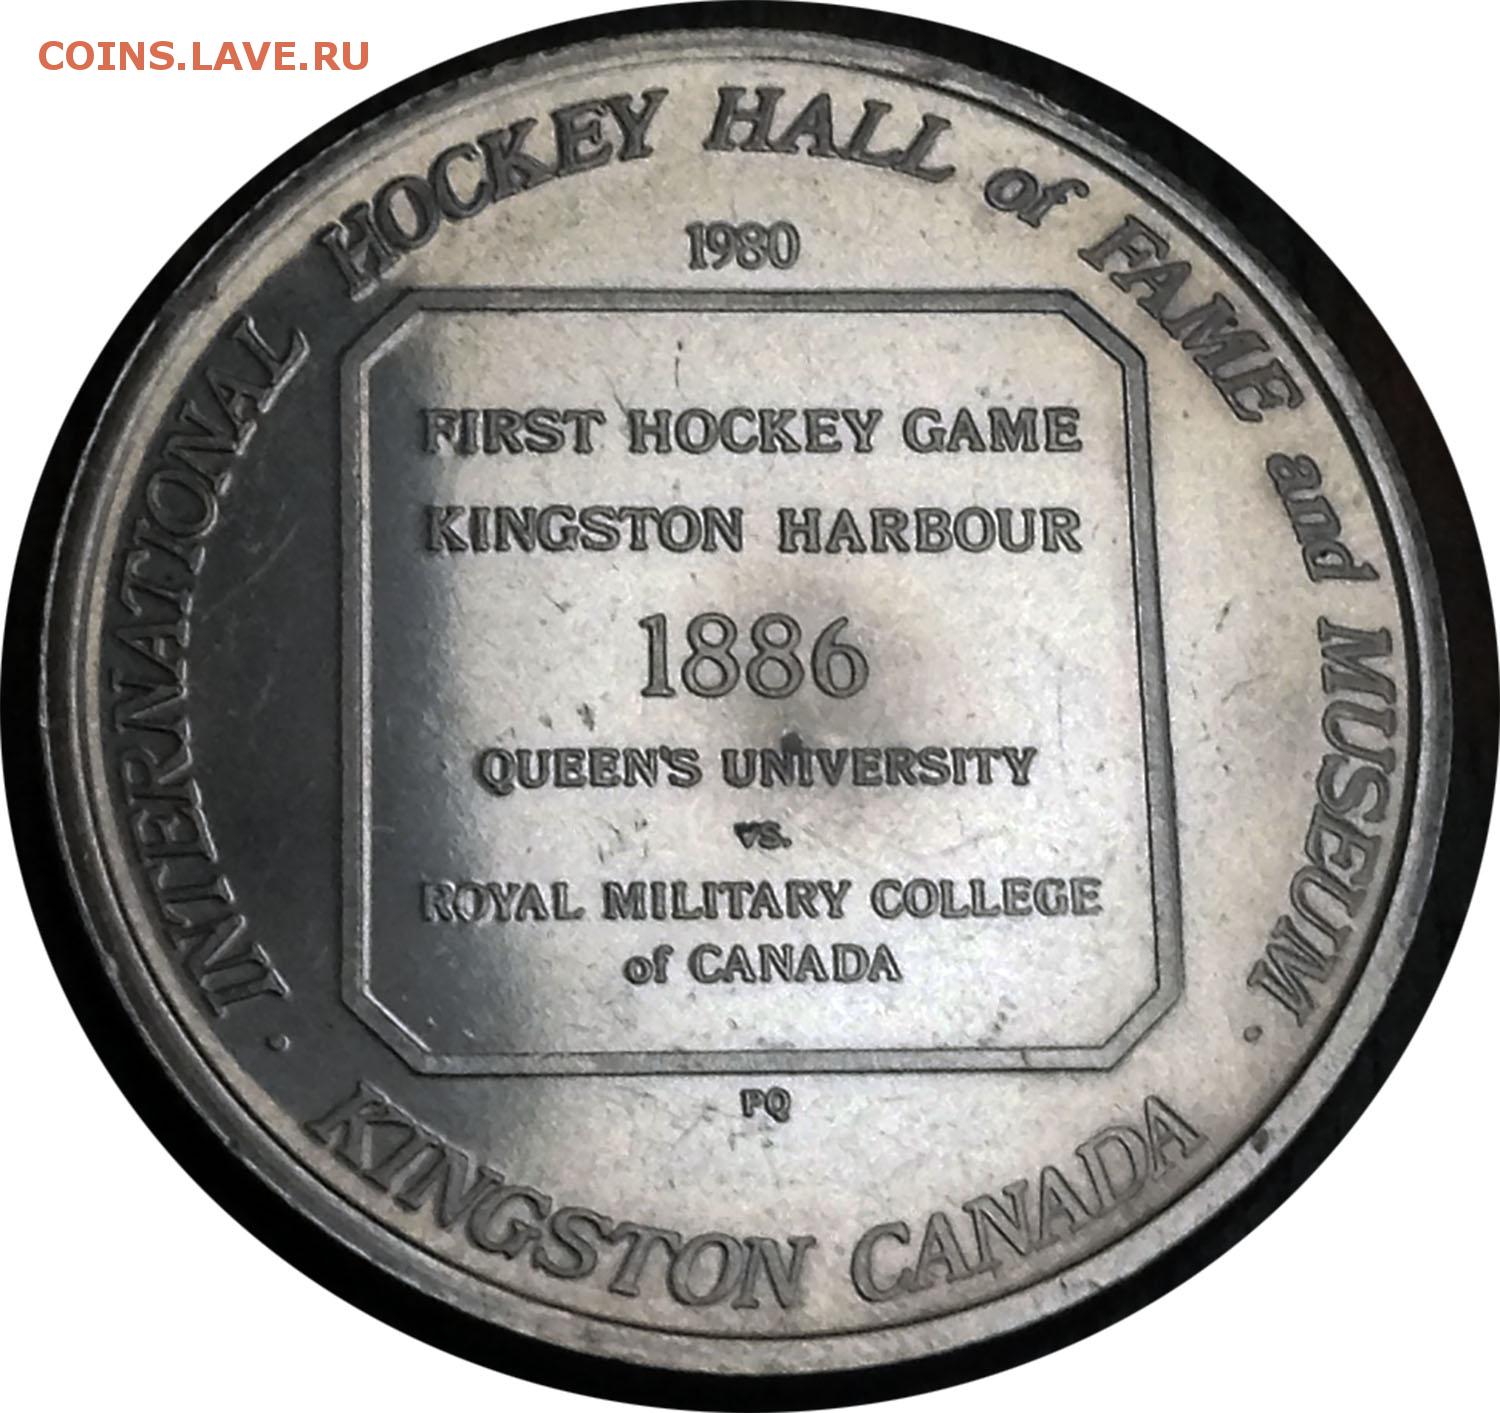 COINS.LAVE.RU
· INTERNATIONAL HOCKEY HALL of FAME and MUSEUM ·
1980
FIRST HOCKEY GAME
KINGSTON HARBOUR
1886
QUEEN'S UNIVERSITY
vs.
ROYAL MILITARY COLLEGE
of CANADA
PQ
KINGSTON CANADA